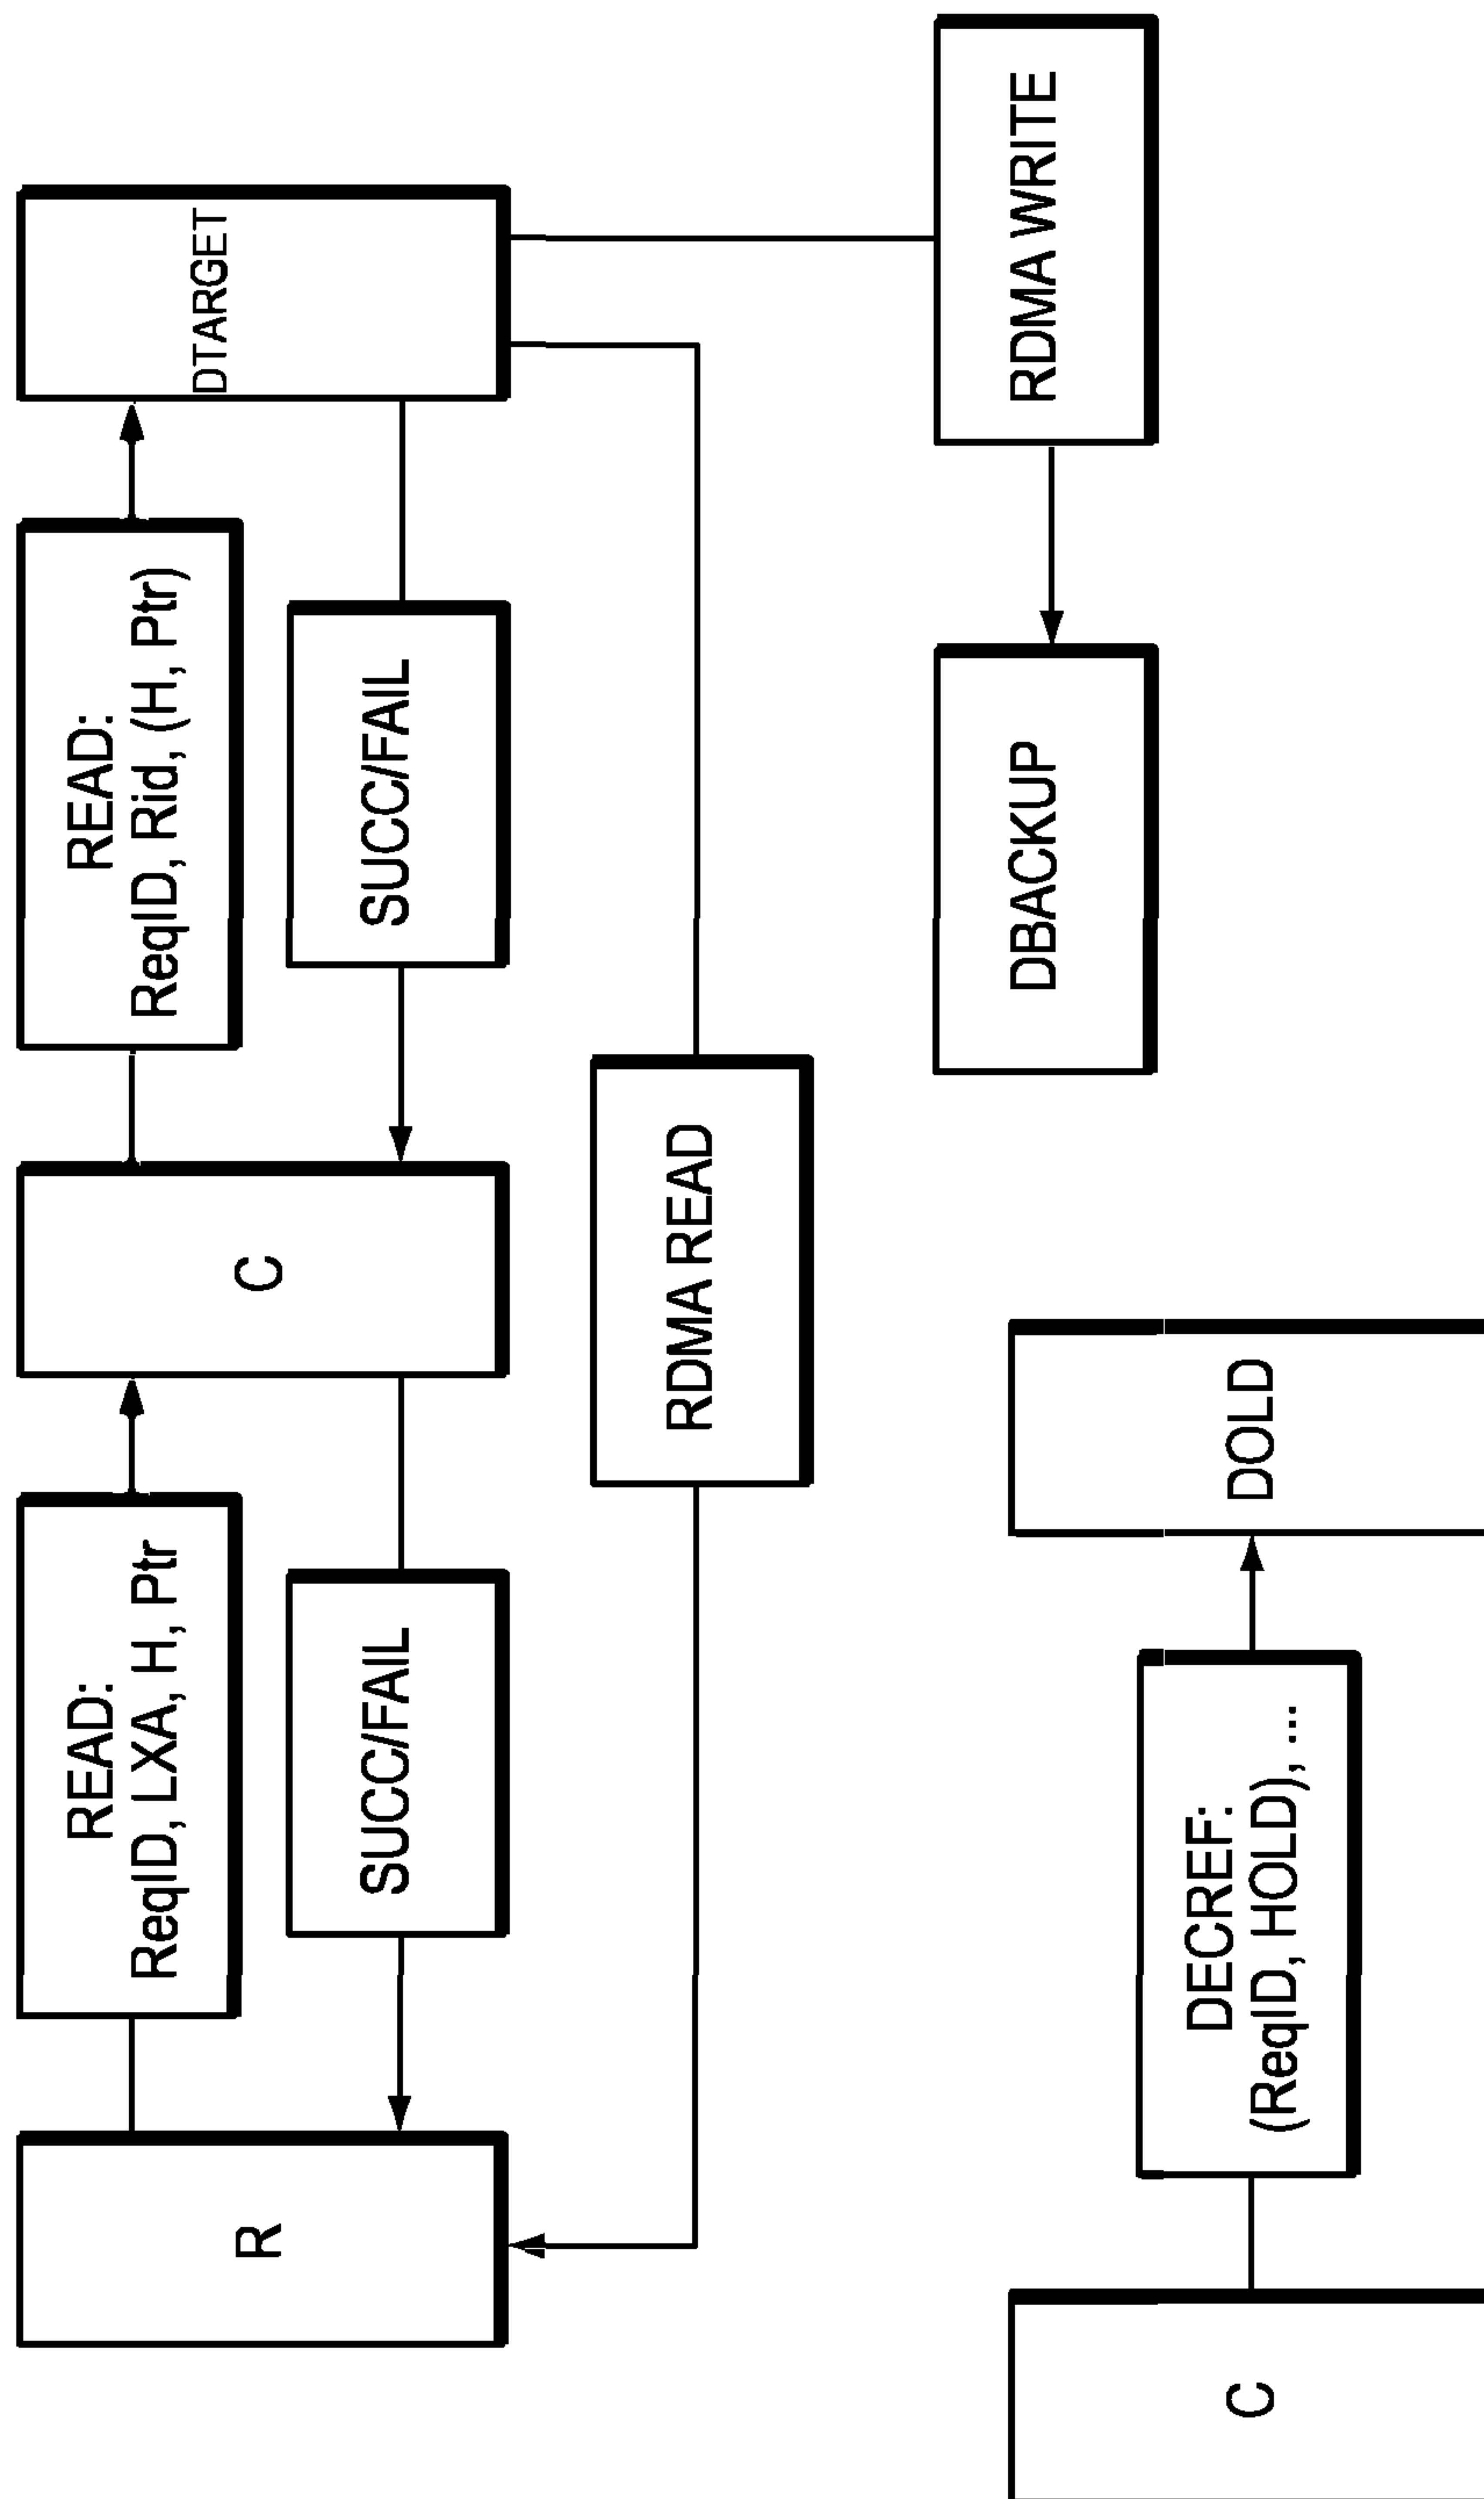 R
READ:
ReqID, LXA, H, Ptr
C
READ:
ReqID, Rid, (H, Ptr)
DTARGET
SUCC/FAIL
SUCC/FAIL
RDMA READ
RDMA WRITE
DBACKUP
C
DECREF:
(ReqID, HOLD), ...
DOLD